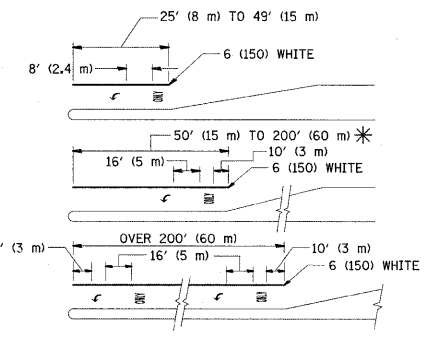 25' (8 m) TO 49' (15 m)
6 (150) WHITE
8' (2.4 m)
ONLY
50' (15 m) TO 200' (60 m) *
16' (5 m)
10' (3 m)
6 (150) WHITE
ONLY
OVER 200' (60 m)
' (3 m)
16' (5 m)
10' (3 m)
6 (150) WHITE
ONLY
ONLY